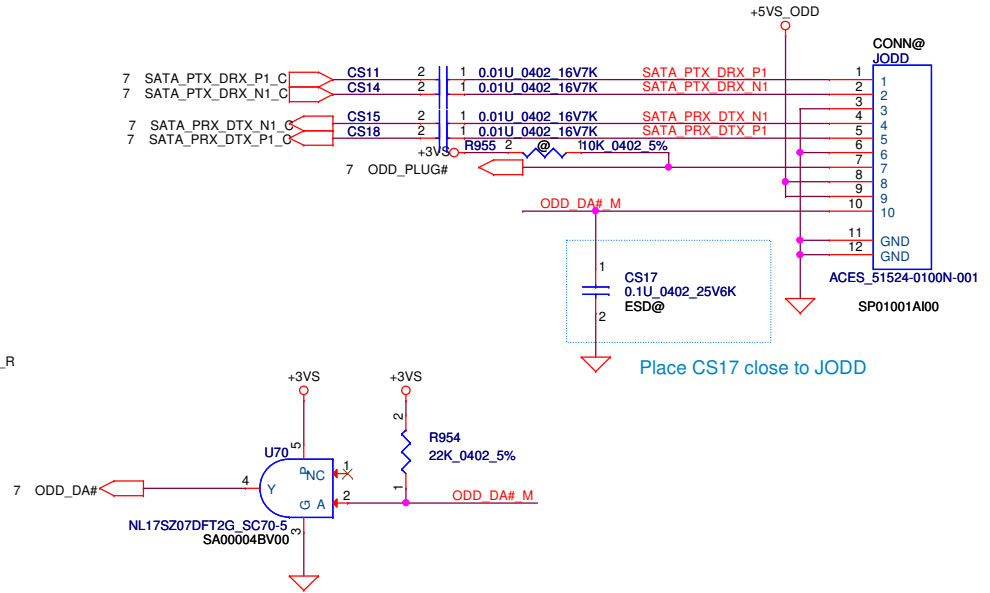 +5VS_ODD
CONN@
JODD
7 SATA_PTX_DRX_P1_C CS11 2 1 0.01U_0402_16V7K SATA_PTX_DRX_P1 1 1
7 SATA_PTX_DRX_N1_C CS14 2 1 0.01U_0402_16V7K SATA_PTX_DRX_N1 2 2
3 3
7 SATA_PRX_DTX_N1_C CS15 2 1 0.01U_0402_16V7K SATA_PRX_DTX_N1 4 4
7 SATA_PRX_DTX_P1_C CS18 2 1 0.01U_0402_16V7K SATA_PRX_DTX_P1 5 5
+3VS R955 2 @ 1 10K_0402_5% 6 6
7 ODD_PLUG# 7 7
8 8
9 9
ODD_DA#_M 10 10
11 GND
12 GND
1
CS17
0.1U_0402_25V6K
ESD@
2
ACES_51524-0100N-001
SP01001AI00
Place CS17 close to JODD
_R
+3VS +3VS
2
R954
22K_0402_5%
1
U70 5
P NC 1
7 ODD_DA# 4 Y
G A 2 ODD_DA#_M
NL17SZ07DFT2G_SC70-5 3
SA00004BV00